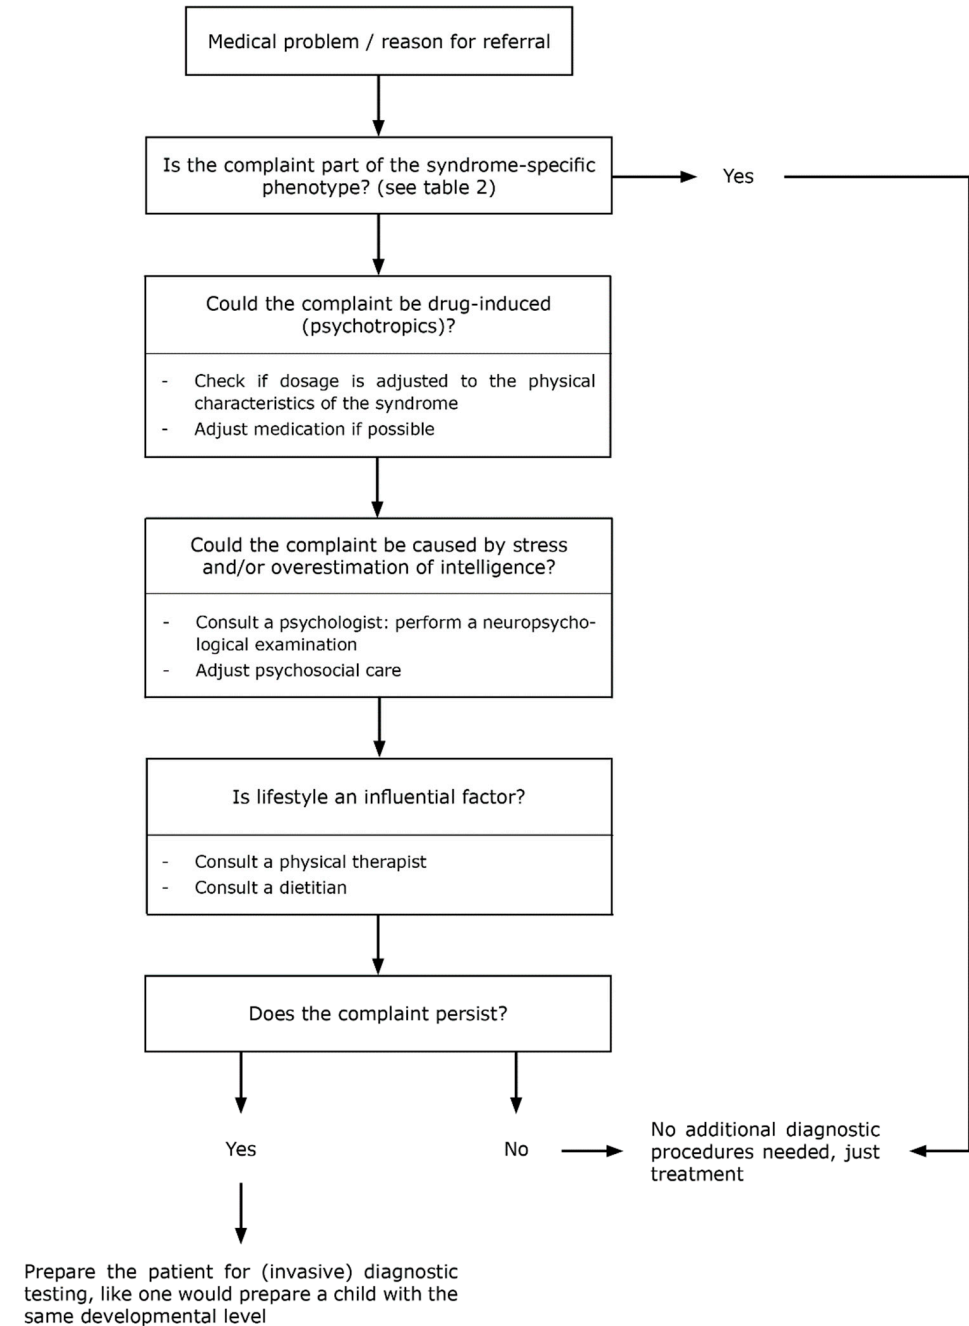 Medical problem / reason for referral
Is the complaint part of the syndrome-specific
phenotype? (see table 2)
Yes
Could the complaint be drug-induced
(psychotropics)?
- Check if dosage is adjusted to the physical
characteristics of the syndrome
- Adjust medication if possible
Could the complaint be caused by stress
and/or overestimation of intelligence?
- Consult a psychologist: perform a neuropsycho-
logical examination
- Adjust psychosocial care
Is lifestyle an influential factor?
- Consult a physical therapist
- Consult a dietitian
Does the complaint persist?
Yes
No
No additional diagnostic
procedures needed, just
treatment
Prepare the patient for (invasive) diagnostic
testing, like one would prepare a child with the
same developmental level